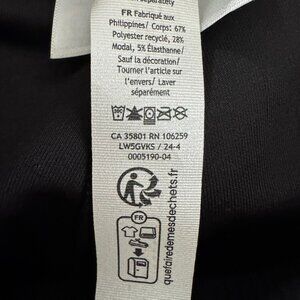 separately
FR Fabriqué aux
Philippines/ Corps: 67%
Polyester recyclé, 28%
Modal, 5% Élasthanne/
Sauf la décoration/
Tourner l'article sur
l'envers/ Laver
séparément
CA 35801 RN 106259
LW5GVKS / 24-4
0005190-04
FR
quefairedemesdechets.fr